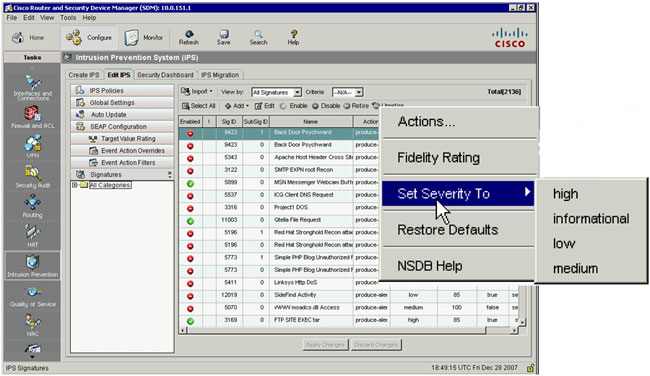 Cisco Router and Security Device Manager (SDM): 10.0.151.1
File Edit View Tools Help
Home Configure Monitor Refresh Save Search Help
CISCO
Tasks
Intrusion Prevention System (IPS)
Create IPS Edit IPS Security Dashboard IPS Migration
Interfaces and Connections
Firewall and ACL
VPN
Security Audit
Routing
NAT
Intrusion Prevention
Quality of Service
NAC
IPS Policies
Global Settings
Auto Update
SEAP Configuration
Target Value Rating
Event Action Overrides
Event Action Filters
Signatures
All Categories
Import View by: All Signatures Criteria: --N/A-- Total[2136]
Select All Add Edit Enable Disable Retire Unretire
Enabled ! Sig ID SubSig ID Name Actio
9423 1 Back Door Psychward produce-
9423 0 Back Door Psychward produce-
5343 0 Apache Host Header Cross Sit produce-
3122 0 SMTP EXPN root Recon produce-
5899 0 MSN Messenger Webcam Buff produce-
5537 0 ICQ Client DNS Request produce-
3316 0 Project1 DOS produce-
11003 0 Qtella File Request produce-
5196 1 Red Hat Stronghold Recon attac produce-
5196 0 Red Hat Stronghold Recon attac produce-
5773 1 Simple PHP Blog Unauthorized F produce-
5773 0 Simple PHP Blog Unauthorized F produce-
5411 0 Linksys Http DoS produce-
12019 0 SideFind Activity produce-aler low 85 true se
5070 0 WWW msadcs.dll Access produce-aler medium 100 false se
3169 0 FTP SITE EXEC tar produce-aler high 85 true se
Actions...
Fidelity Rating
Set Severity To
Restore Defaults
NSDB Help
high
informational
low
medium
Apply Changes Discard Changes
IPS Signatures 18:49:15 UTC Fri Dec 28 2007